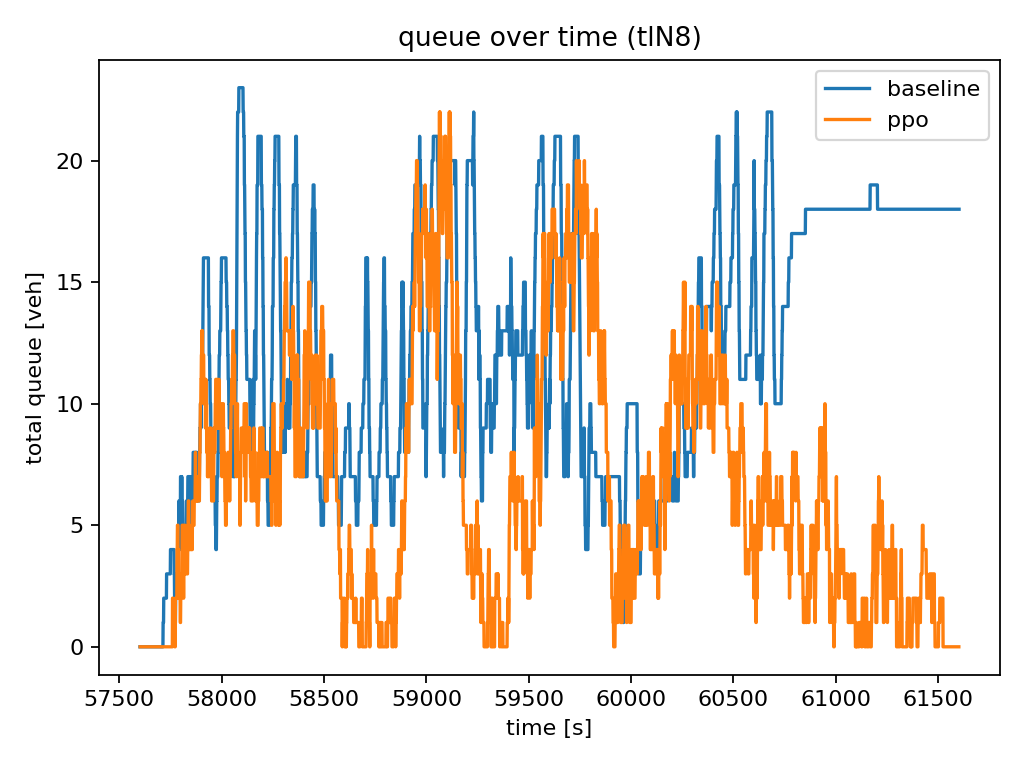 queue over time (tlN8)
baseline
ppo
total queue [veh]
20
15
10
5
0
57500 58000 58500 59000 59500 60000 60500 61000 61500
time [s]